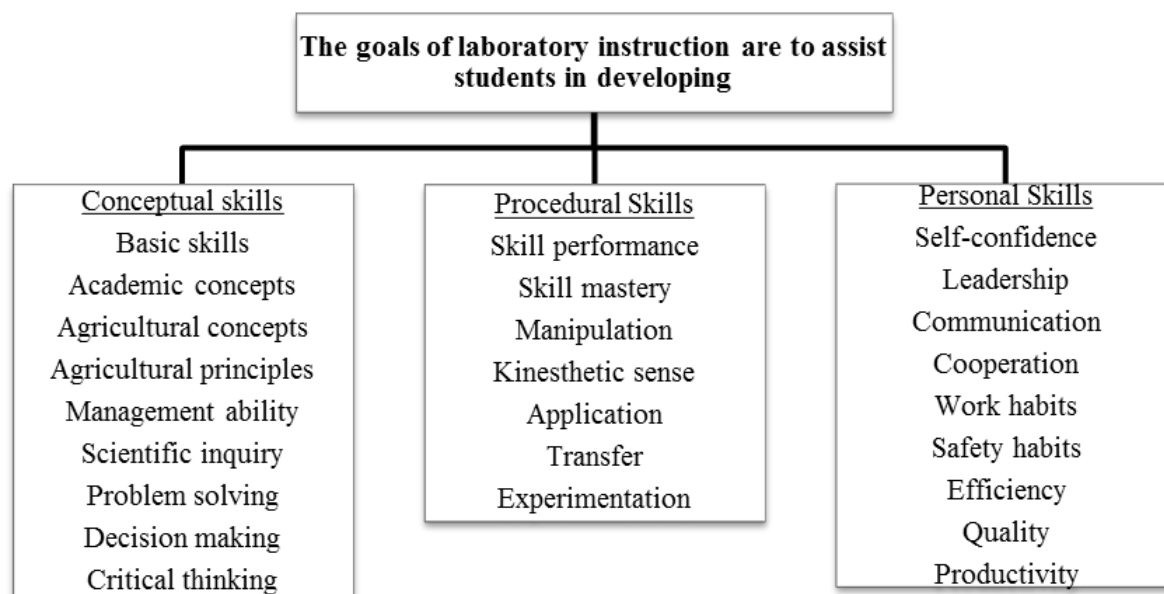 The goals of laboratory instruction are to assist
students in developing
Conceptual skills
Basic skills
Academic concepts
Agricultural concepts
Agricultural principles
Management ability
Scientific inquiry
Problem solving
Decision making
Critical thinking
Procedural Skills
Skill performance
Skill mastery
Manipulation
Kinesthetic sense
Application
Transfer
Experimentation
Personal Skills
Self-confidence
Leadership
Communication
Cooperation
Work habits
Safety habits
Efficiency
Quality
Productivity